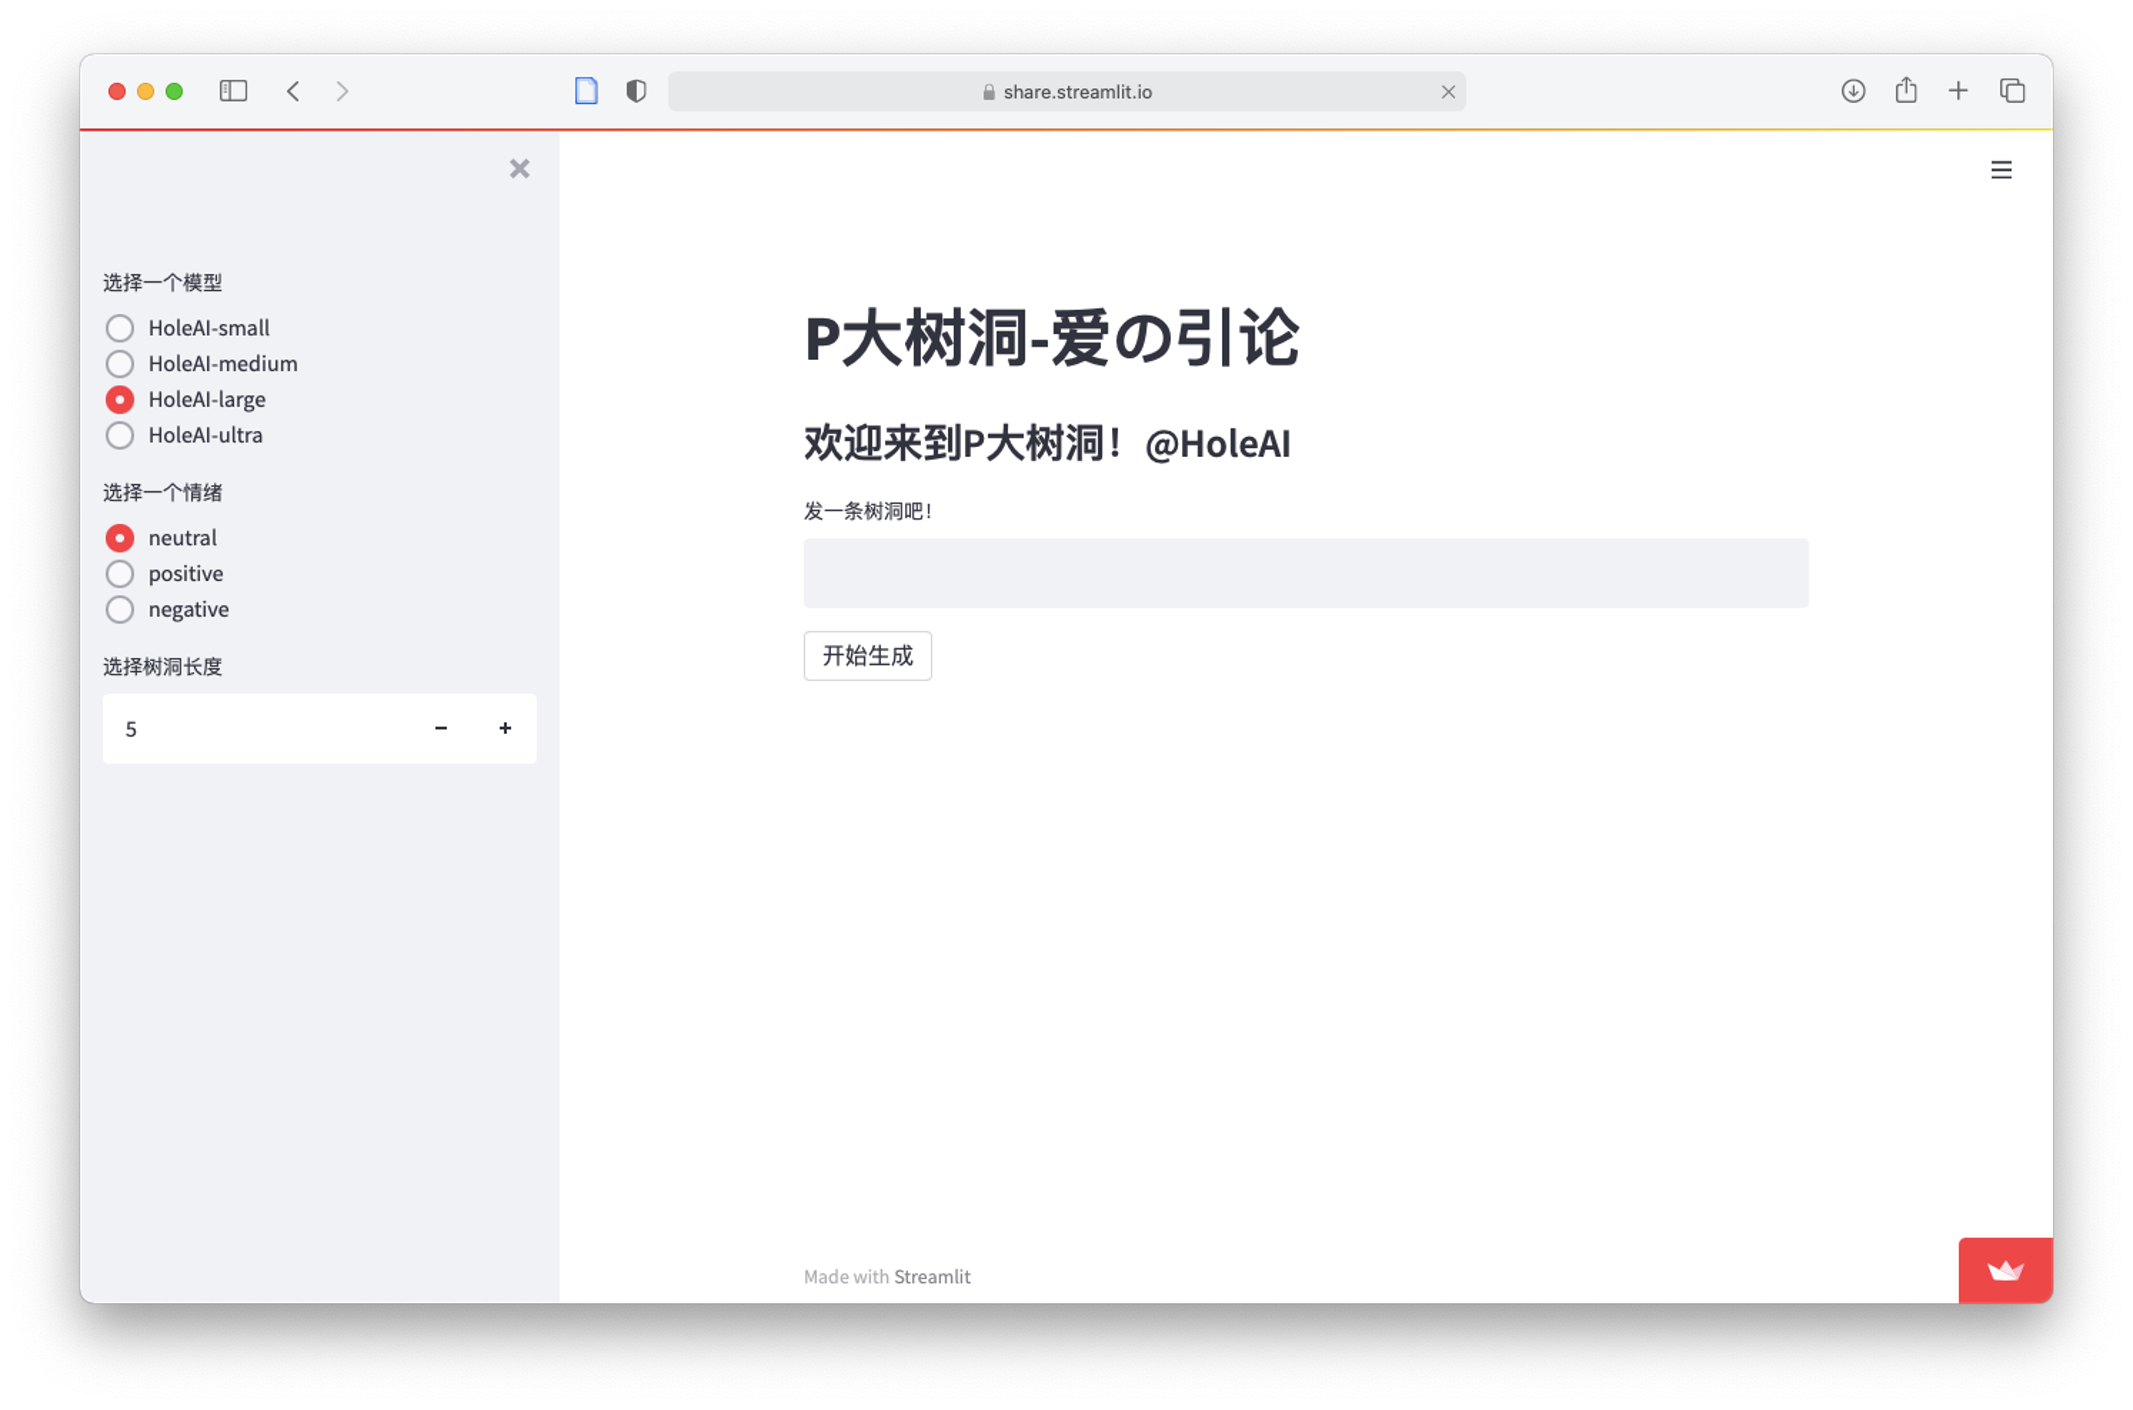 share.streamlit.io
选择一个模型
HoleAI-small
HoleAI-medium
HoleAI-large
HoleAI-ultra
选择一个情绪
neutral
positive
negative
选择树洞长度
5
P大树洞-爱の引论
欢迎来到P大树洞！@HoleAI
发一条树洞吧！
开始生成
Made with Streamlit